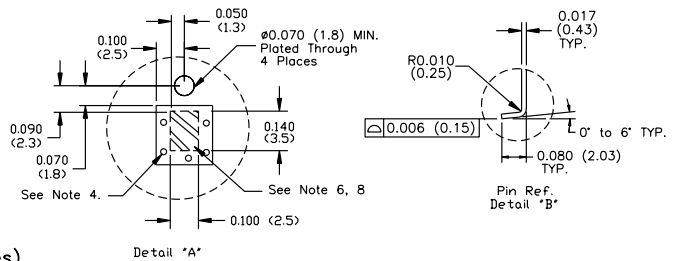 0.050
(1.3)
0.100
(2.5)
ø0.070 (1.8) MIN.
Plated Through
4 Places
0.090
(2.3)
0.070
(1.8)
0.140
(3.5)
See Note 4.
See Note 6, 8
0.100 (2.5)
Detail "A"
es)
0.017
(0.43)
TYP.
R0.010
(0.25)
⌓ 0.006 (0.15)
0° to 6° TYP.
0.080 (2.03)
TYP.
Pin Ref.
Detail "B"